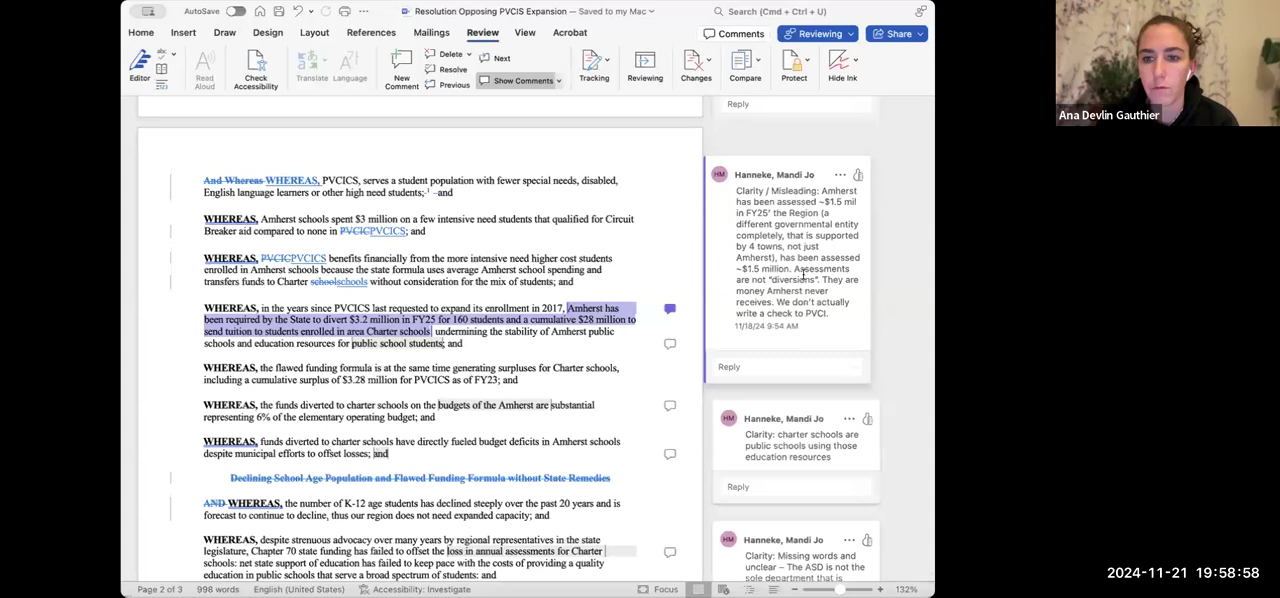 AutoSave
Resolution Opposing PVCIS Expansion — Saved to my Mac
Search (Cmd + Ctrl + U)
Home Insert Draw Design Layout References Mailings Review View Acrobat
Comments Reviewing Share
Editor
Read Aloud
Check Accessibility
Translate Language
New Comment
Delete
Resolve
Previous
Next
Show Comments
Tracking
Reviewing
Changes
Compare
Protect
Hide Ink
Ana Devlin Gauthier
And Whereas WHEREAS, PVCICS, serves a student population with fewer special needs, disabled,
English language learners or other high need students;¹ and
WHEREAS, Amherst schools spent $3 million on a few intensive need students that qualified for Circuit
Breaker aid compared to none in PVCICPVCICS; and
WHEREAS, PVCICPVCICS benefits financially from the more intensive need higher cost students
enrolled in Amherst schools because the state formula uses average Amherst school spending and
transfers funds to Charter schoolschools without consideration for the mix of students; and
WHEREAS, in the years since PVCICS last requested to expand its enrollment in 2017, Amherst has
been required by the State to divert $3.2 million in FY25 for 160 students and a cumulative $28 million to
send tuition to students enrolled in area Charter schools, undermining the stability of Amherst public
schools and education resources for public school students; and
WHEREAS, the flawed funding formula is at the same time generating surpluses for Charter schools,
including a cumulative surplus of $3.28 million for PVCICS as of FY23; and
WHEREAS, the funds diverted to charter schools on the budgets of the Amherst are substantial
representing 6% of the elementary operating budget; and
WHEREAS, funds diverted to charter schools have directly fueled budget deficits in Amherst schools
despite municipal efforts to offset losses; and
Declining School Age Population and Flawed Funding Formula without State Remedies
AND WHEREAS, the number of K-12 age students has declined steeply over the past 20 years and is
forecast to continue to decline, thus our region does not need expanded capacity; and
WHEREAS, despite strenuous advocacy over many years by regional representatives in the state
legislature, Chapter 70 state funding has failed to offset the loss in annual assessments for Charter
schools: net state support of education has failed to keep pace with the costs of providing a quality
education in public schools that serve a broad spectrum of students: and
Reply
HM Hanneke, Mandi Jo
Clarity / Misleading: Amherst
has been assessed ~$1.5 mil
in FY25' the Region (a
different governmental entity
completely, that is supported
by 4 towns, not just
Amherst), has been assessed
~$1.5 million. Assessments
are not "diversions". They are
money Amherst never
receives. We don't actually
write a check to PVCI.
11/18/24 9:54 AM
Reply
HM Hanneke, Mandi Jo
Clarity: charter schools are
public schools using those
education resources
Reply
HM Hanneke, Mandi Jo
Clarity: Missing words and
unclear – The ASD is not the
sole department that is
Page 2 of 3 998 words English (United States) Accessibility: Investigate
Focus 132%
2024-11-21 19:58:58